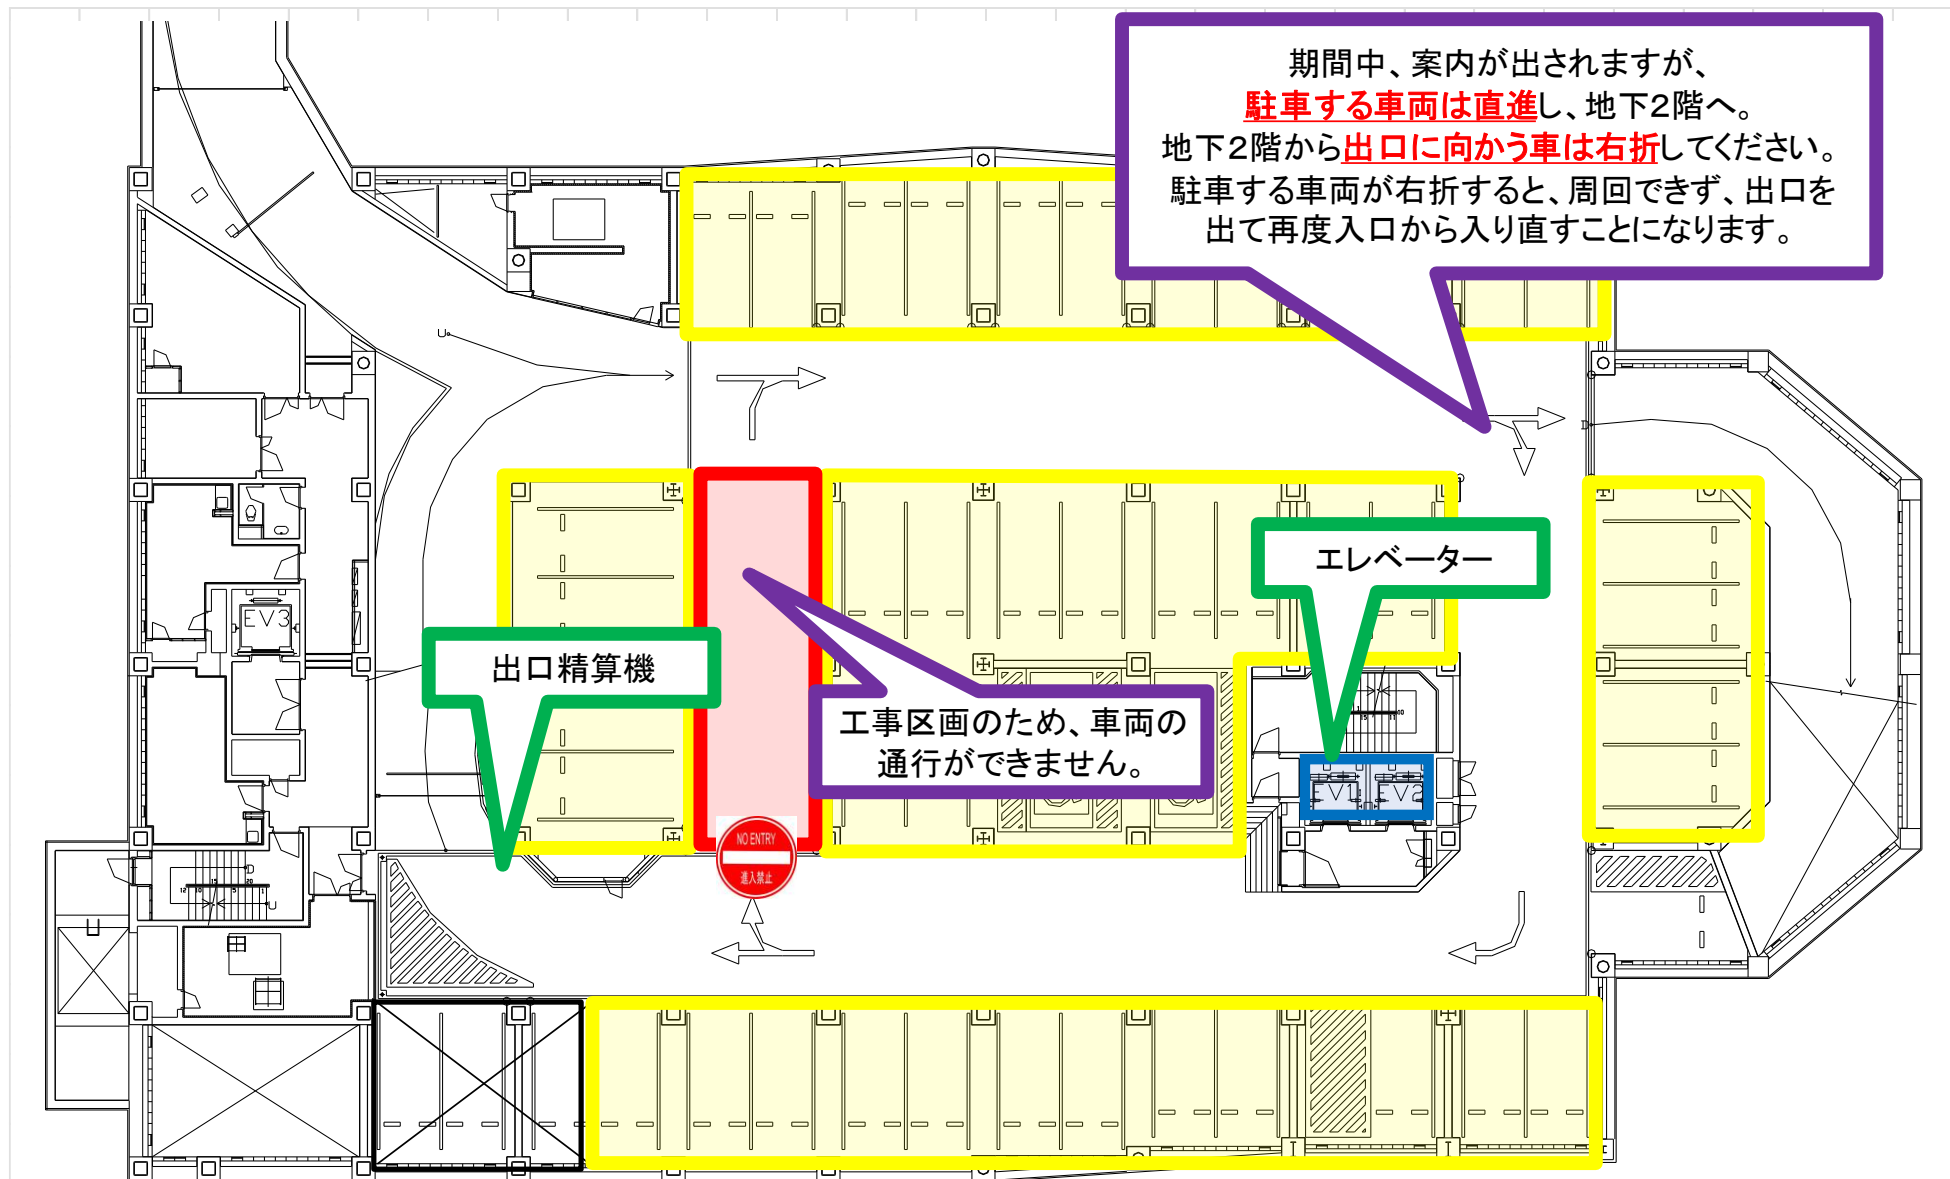 期間中、案内が出されますが、
駐車する車両は直進し、地下2階へ。
地下2階から出口に向かう車は右折してください。
駐車する車両が右折すると、周回できず、出口を
出て再度入口から入り直すことになります。
エレベーター
出口精算機
工事区画のため、車両の
通行ができません。
EV3
EV1
EV2
NO ENTRY
進入禁止